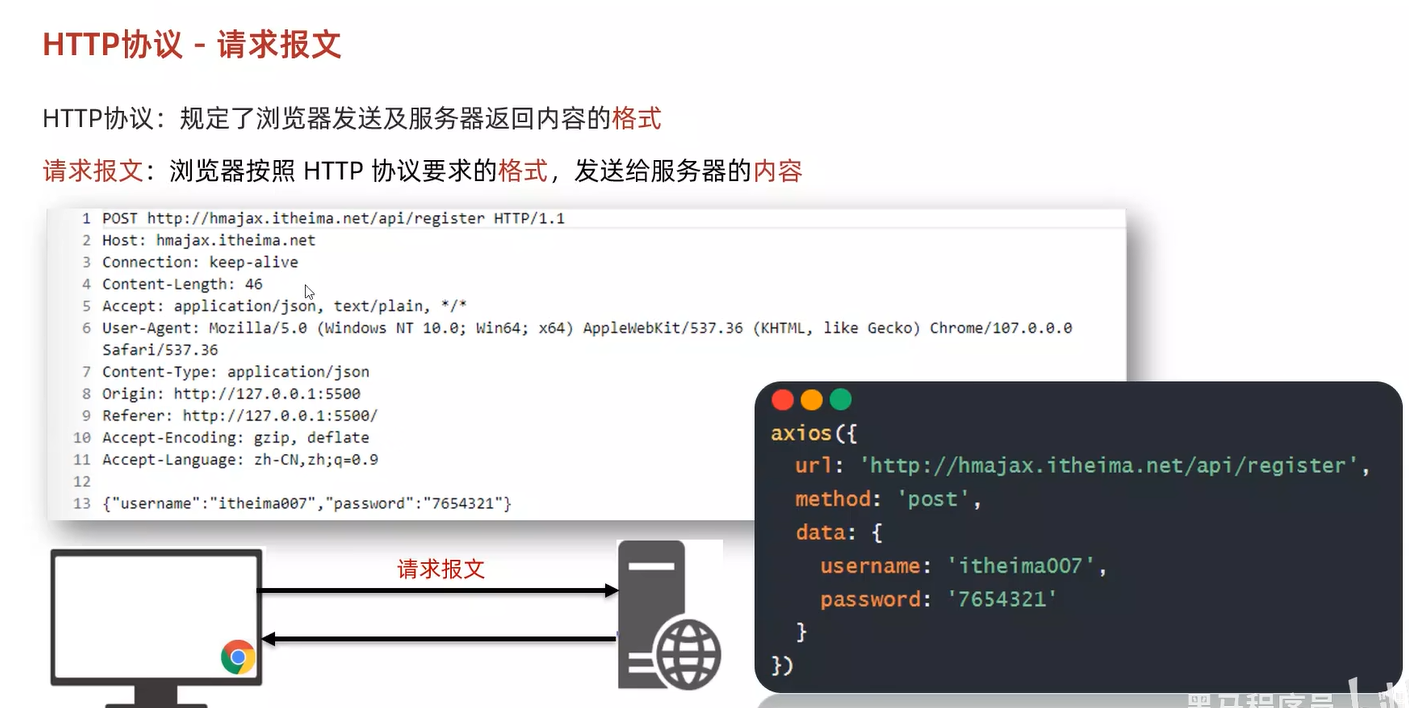 HTTP协议 - 请求报文
HTTP协议：规定了浏览器发送及服务器返回内容的格式
请求报文：浏览器按照 HTTP 协议要求的格式，发送给服务器的内容
1 POST http://hmajax.itheima.net/api/register HTTP/1.1
2 Host: hmajax.itheima.net
3 Connection: keep-alive
4 Content-Length: 46
5 Accept: application/json, text/plain, */*
6 User-Agent: Mozilla/5.0 (Windows NT 10.0; Win64; x64) AppleWebKit/537.36 (KHTML, like Gecko) Chrome/107.0.0.0
Safari/537.36
7 Content-Type: application/json
8 Origin: http://127.0.0.1:5500
9 Referer: http://127.0.0.1:5500/
10 Accept-Encoding: gzip, deflate
11 Accept-Language: zh-CN,zh;q=0.9
12
13 {"username":"itheima007","password":"7654321"}
axios({
url: 'http://hmajax.itheima.net/api/register',
method: 'post',
data: {
username: 'itheima007',
password: '7654321'
}
})
请求报文